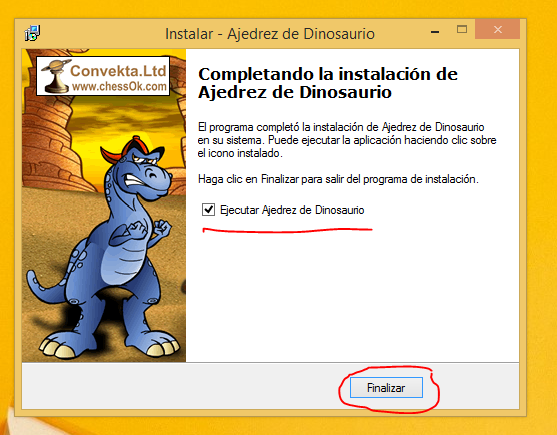 Instalar - Ajedrez de Dinosaurio
Convekta.Ltd
www.chessOk.com
Completando la instalación de
Ajedrez de Dinosaurio
El programa completó la instalación de Ajedrez de Dinosaurio
en su sistema. Puede ejecutar la aplicación haciendo clic sobre
el icono instalado.
Haga clic en Finalizar para salir del programa de instalación.
Ejecutar Ajedrez de Dinosaurio
Finalizar